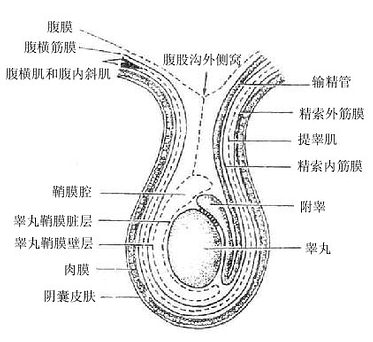 腹膜
腹横筋膜
腹横肌和腹内斜肌
腹股沟外侧窝
输精管
精索外筋膜
提睾肌
精索内筋膜
鞘膜腔
附睾
睾丸鞘膜脏层
睾丸鞘膜壁层
睾丸
肉膜
阴囊皮肤